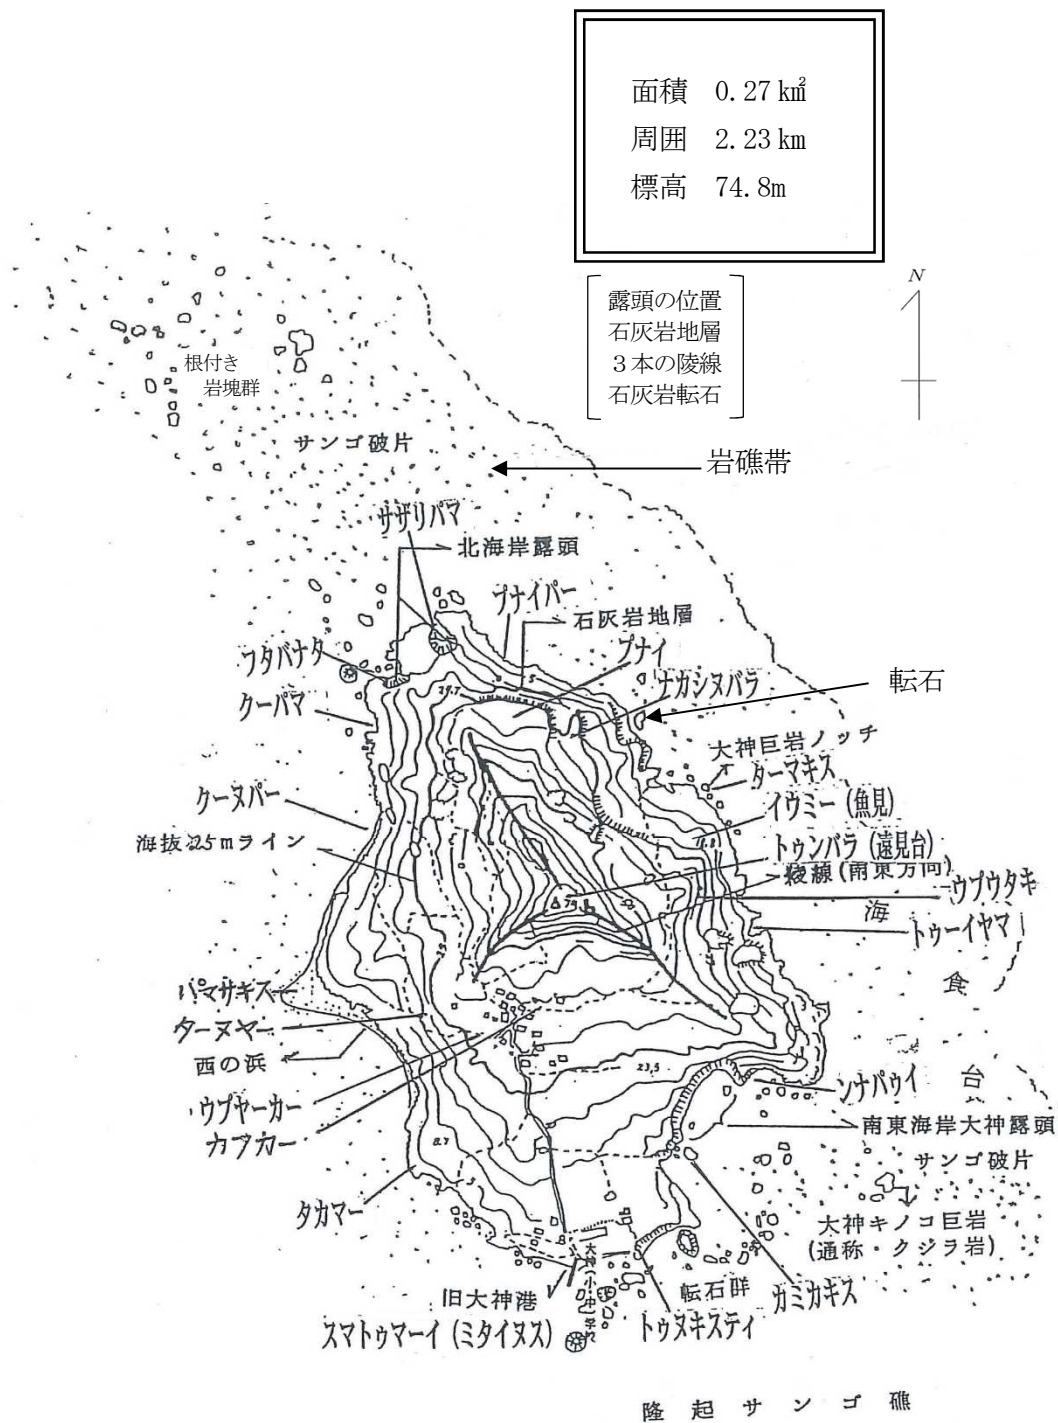 面積 0.27 k㎡
周囲 2.23 km
標高 74.8m
N
露頭の位置
石灰岩地層
3本の陵線
石灰岩転石
根付き
岩塊群
サンゴ破片
岩礁帯
サザリパマ
北海岸露頭
プナイパー
石灰岩地層
プナイ
フタバナタ
ナカシヌバラ
転石
クーパマ
大神巨岩ノッチ
ターマキス
クーヌパー
イウミー(魚見)
海抜25mライン
トゥンバラ(遠見台)
稜線(南東方向)
ウプウタキ
海
トゥーイヤマ
食
パマサギス
ターヌヤー
西の浜
23.5
台
ンナパウイ
ウプヤーカー
カプカー
南東海岸大神露頭
サンゴ破片
タカマー
大神キノコ巨岩
(通称・クジラ岩)
旧大神港
転石群
カミカキス
スマトゥマーイ(ミタイヌス)
トゥヌキスティ
隆起サンゴ礁